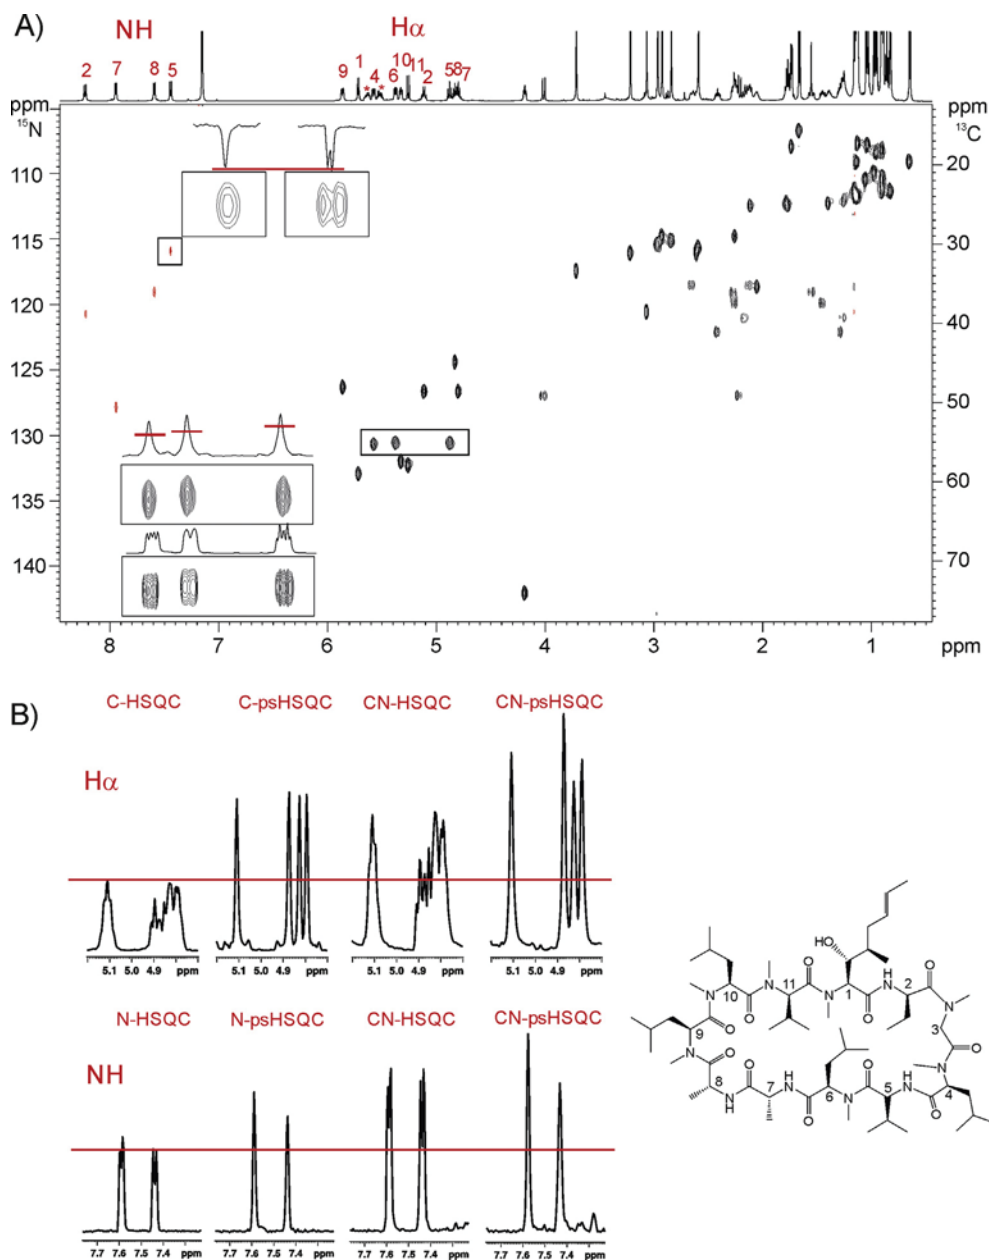 A)
NH
Hα
2 7 8 5
9 1 * 4 * 6 10 11 2 5 8 7
ppm
ppm
15N
13C
110
20
115
30
120
40
125
130
50
135
60
140
70
8 7 6 5 4 3 2 1 ppm
B)
C-HSQC C-psHSQC CN-HSQC CN-psHSQC
Hα
5.1 5.0 4.9 ppm 5.1 5.0 4.9 ppm 5.1 5.0 4.9 ppm 5.1 5.0 4.9 ppm
N-HSQC N-psHSQC CN-HSQC CN-psHSQC
NH
7.7 7.6 7.5 7.4 ppm 7.7 7.6 7.5 7.4 ppm 7.7 7.6 7.5 7.4 ppm 7.7 7.6 7.5 7.4 ppm
HO
O O O
N 11 N 1 H N 2 N
10
N O O 3
9 O O
N O O H N
8 7 6 5 4
N H O N H O N O